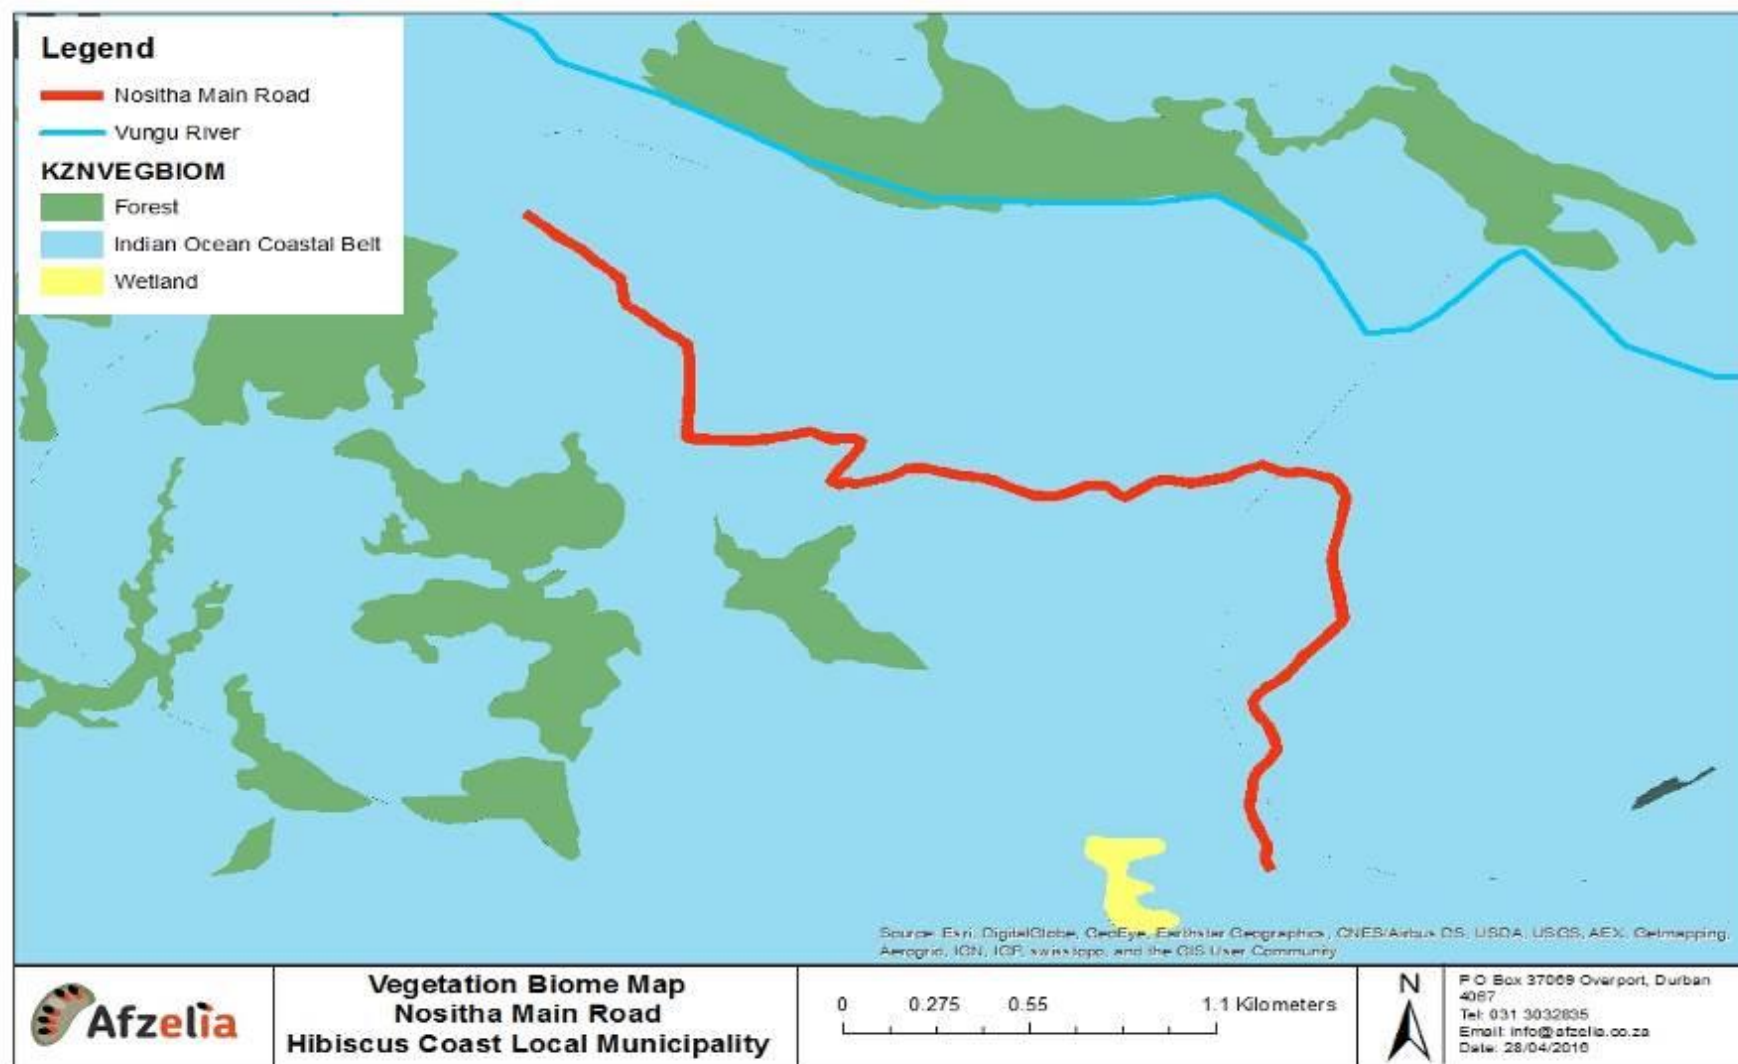 Legend
Nositha Main Road
Vungu River
KZNVEGBIOM
Forest
Indian Ocean Coastal Belt
Wetland
Source: Esri, DigitalGlobe, GeoEye, Earthstar Geographics, CNES/Airbus DS, USDA, USGS, AEX, Getmapping,
Aerogrid, IGN, IGP, swisstopo, and the GIS User Community
Afzelia
Vegetation Biome Map
Nositha Main Road
Hibiscus Coast Local Municipality
0 0.275 0.55 1.1 Kilometers
N
P O Box 37069 Overport, Durban
4067
Tel: 031 3032835
Email: info@afzelia.co.za
Date: 28/04/2016